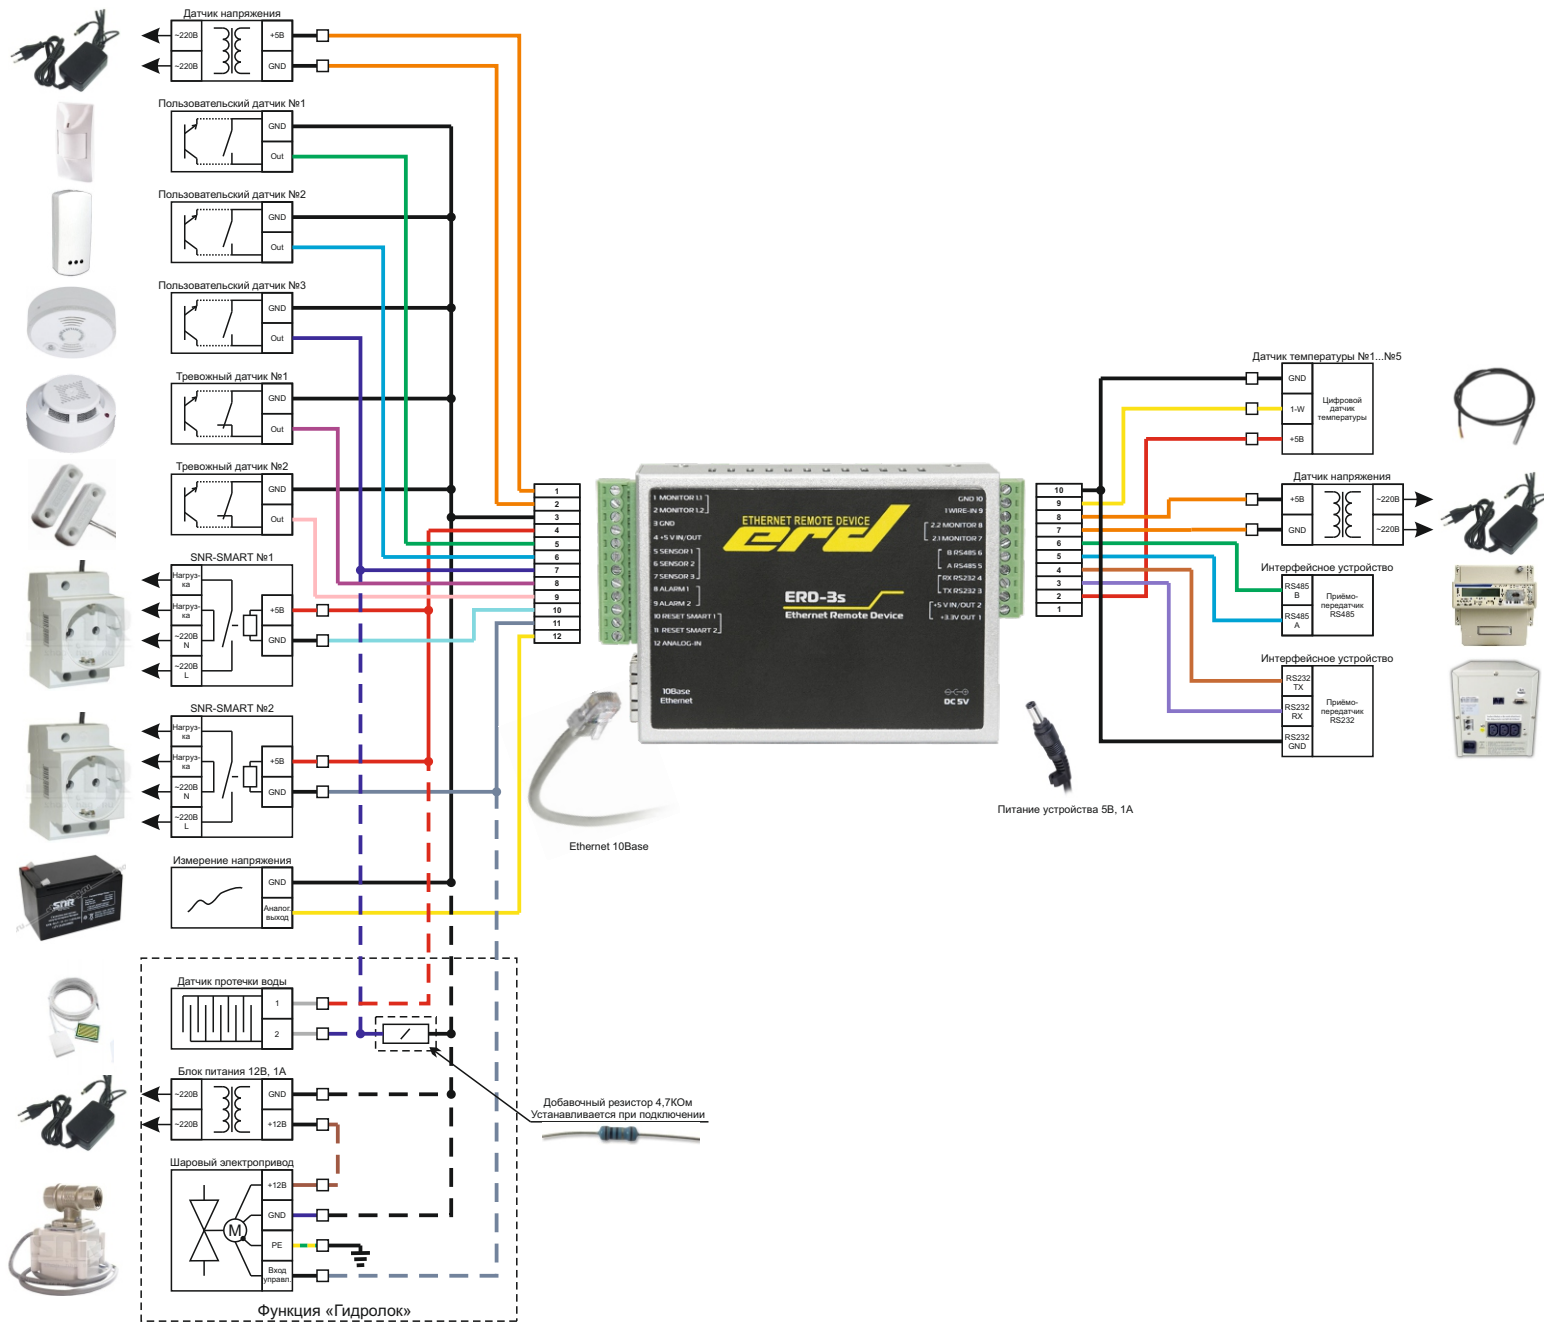 Датчик напряжения
~220В
+5В
~220В
GND
Пользовательский датчик №1
GND
Out
Пользовательский датчик №2
GND
Out
Пользовательский датчик №3
GND
Out
Тревожный датчик №1
GND
Out
Тревожный датчик №2
GND
Out
SNR-SMART №1
Нагруз-
ка
Нагруз-
ка
~220В
N
~220В
L
+5В
GND
SNR-SMART №2
Нагруз-
ка
Нагруз-
ка
~220В
N
~220В
L
+5В
GND
Измерение напряжения
GND
Аналог.
выход
SNR
Датчик протечки воды
1
2
Блок питания 12В, 1А
~220В
GND
~220В
+12В
Шаровый электропривод
+12В
GND
PE
Вход
управл.
M
Функция «Гидролок»
Добавочный резистор 4,7КОм
Устанавливается при подключении
1
2
3
4
5
6
7
8
9
10
11
12
1 MONITOR 1.1
2 MONITOR 1.2
3 GND
4 +5 V IN/OUT
5 SENSOR 1
6 SENSOR 2
7 SENSOR 3
8 ALARM 1
9 ALARM 2
10 RESET SMART 1
11 RESET SMART 2
12 ANALOG-IN
10Base
Ethernet
ETHERNET REMOTE DEVICE
erd
ERD-3s
Ethernet Remote Device
GND 10
1 WIRE-IN 9
2.2 MONITOR 8
2.1 MONITOR 7
B RS485 6
A RS485 5
RX RS232 4
TX RS232 3
+5 V IN/OUT 2
+3.3V OUT 1
DC 5V
Ethernet 10Base
Питание устройства 5В, 1А
10
9
8
7
6
5
4
3
2
1
Датчик температуры №1...№5
GND
1-W
+5В
Цифровой
датчик
температуры
Датчик напряжения
+5В
~220В
GND
~220В
Интерфейсное устройство
RS485
B
RS485
A
Приёмо-
передатчик
RS485
Интерфейсное устройство
RS232
TX
RS232
RX
RS232
GND
Приёмо-
передатчик
RS232